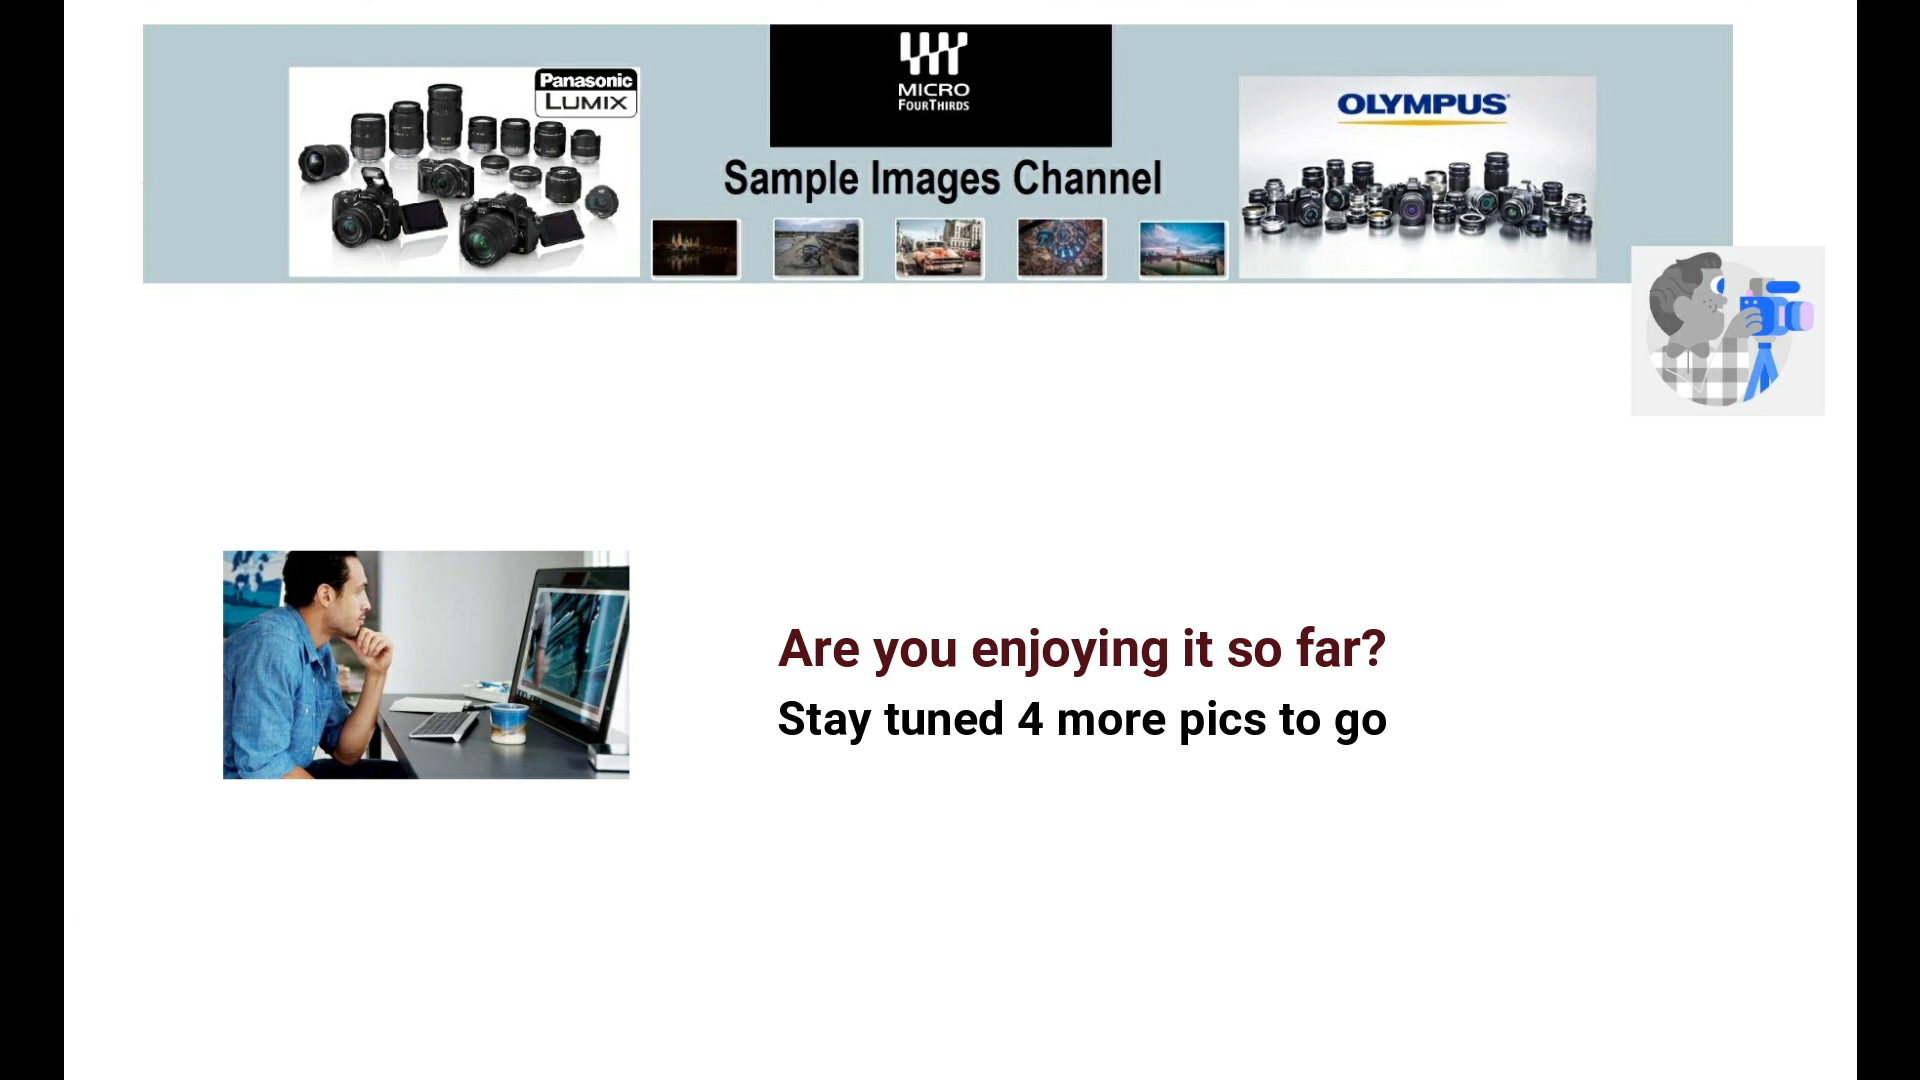 Panasonic
LUMIX
MICRO
FOURTHIRDS
OLYMPUS
Sample Images Channel
Are you enjoying it so far?
Stay tuned 4 more pics to go